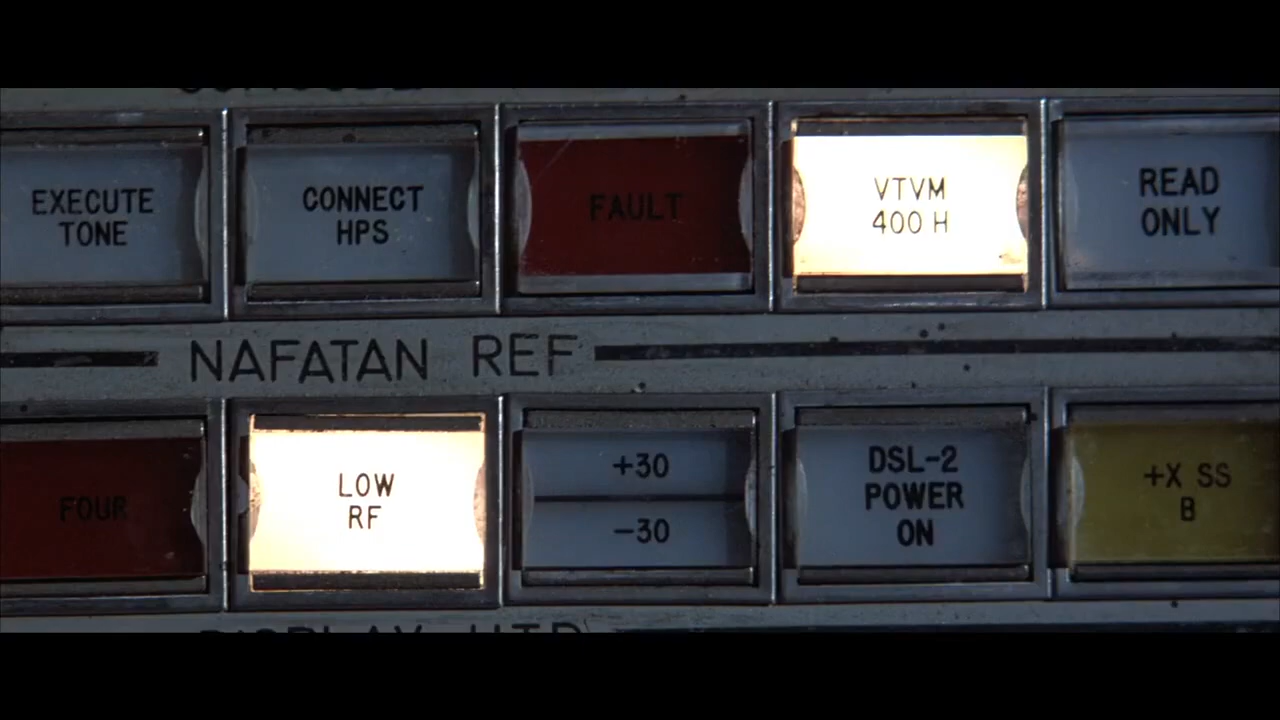 EXECUTE
TONE
CONNECT
HPS
FAULT
VTVM
400 H
READ
ONLY
NAFATAN REF
FOUR
LOW
RF
+30
-30
DSL-2
POWER
ON
+X SS
B